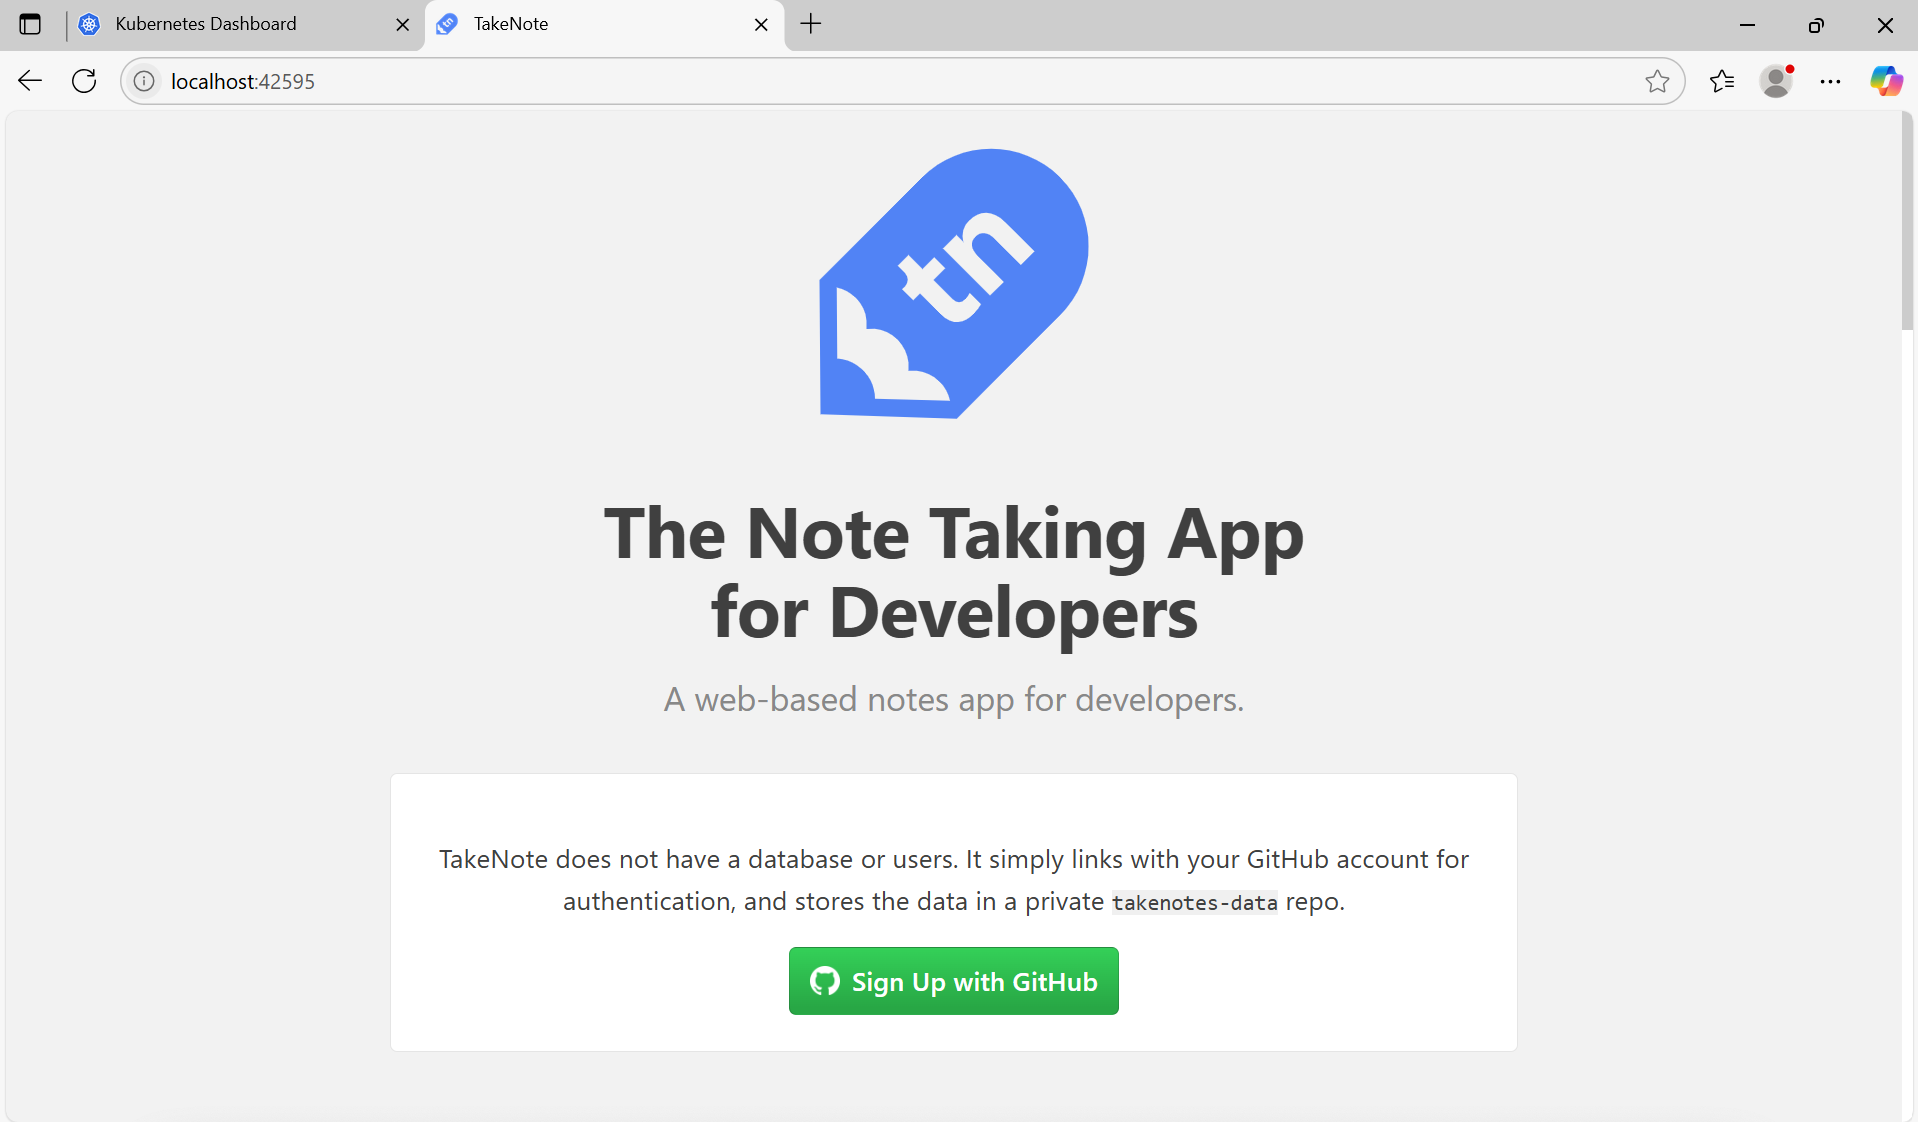 Kubernetes Dashboard
TakeNote
localhost:42595
tn
The Note Taking App
for Developers
A web-based notes app for developers.
TakeNote does not have a database or users. It simply links with your GitHub account for
authentication, and stores the data in a private takenotes-data repo.
Sign Up with GitHub